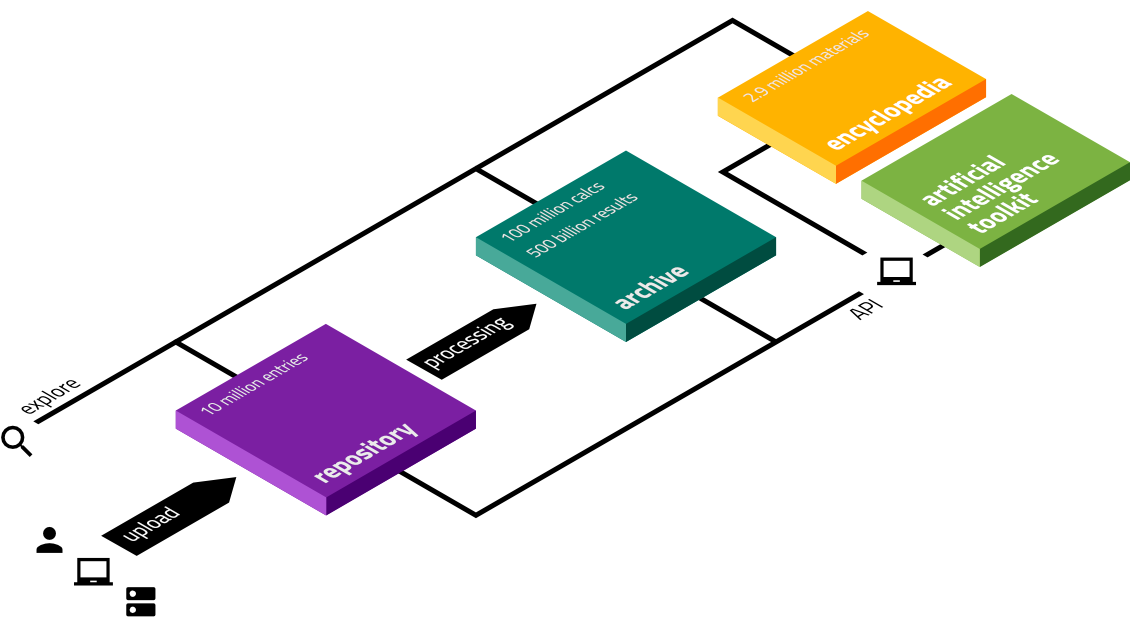 2.9 million materials
encyclopedia
artificial
intelligence
toolkit
100 million calcs
500 billion results
archive
API
processing
10 million entries
repository
explore
upload